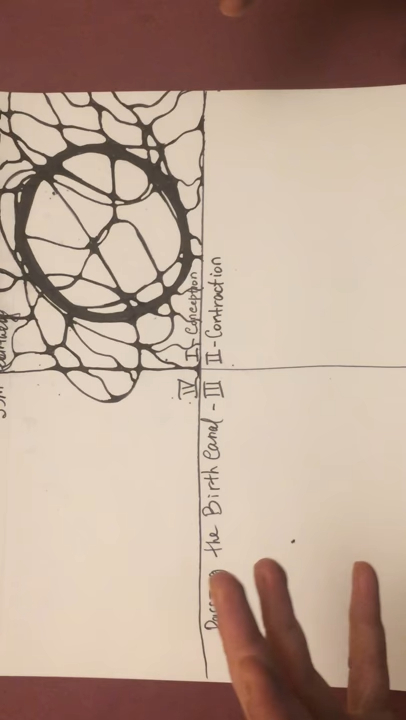 I - Conception
II - Contraction
the Birth Canal - III
IV